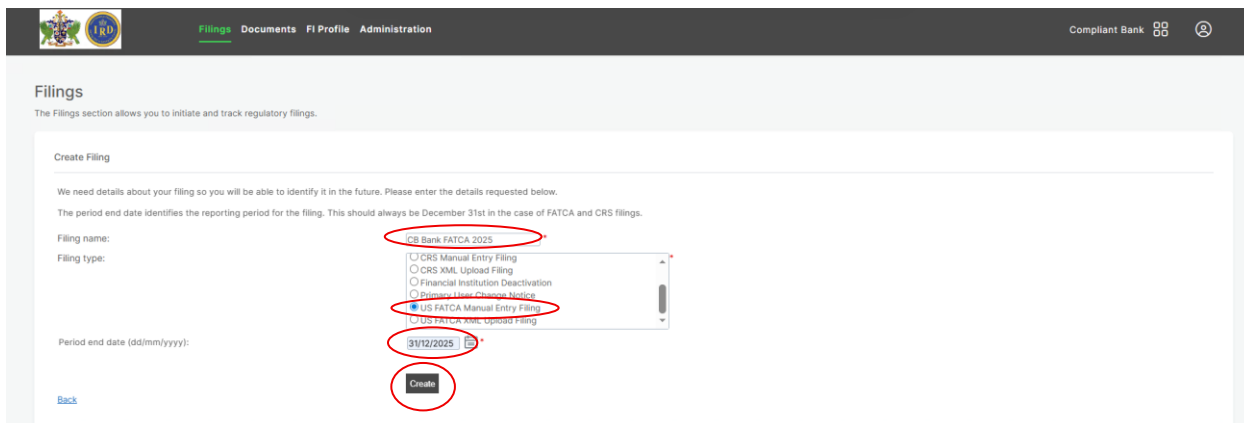 IRD
Filings Documents FI Profile Administration Compliant Bank
Filings
The Filings section allows you to initiate and track regulatory filings.
Create Filing
We need details about your filing so you will be able to identify it in the future. Please enter the details requested below.
The period end date identifies the reporting period for the filing. This should always be December 31st in the case of FATCA and CRS filings.
Filing name: CB Bank FATCA 2025 *
Filing type: CRS Manual Entry Filing *
CRS XML Upload Filing
Financial Institution Deactivation
Primary User Change Notice
US FATCA Manual Entry Filing
US FATCA XML Upload Filing
Period end date (dd/mm/yyyy): 31/12/2025 *
Create
Back